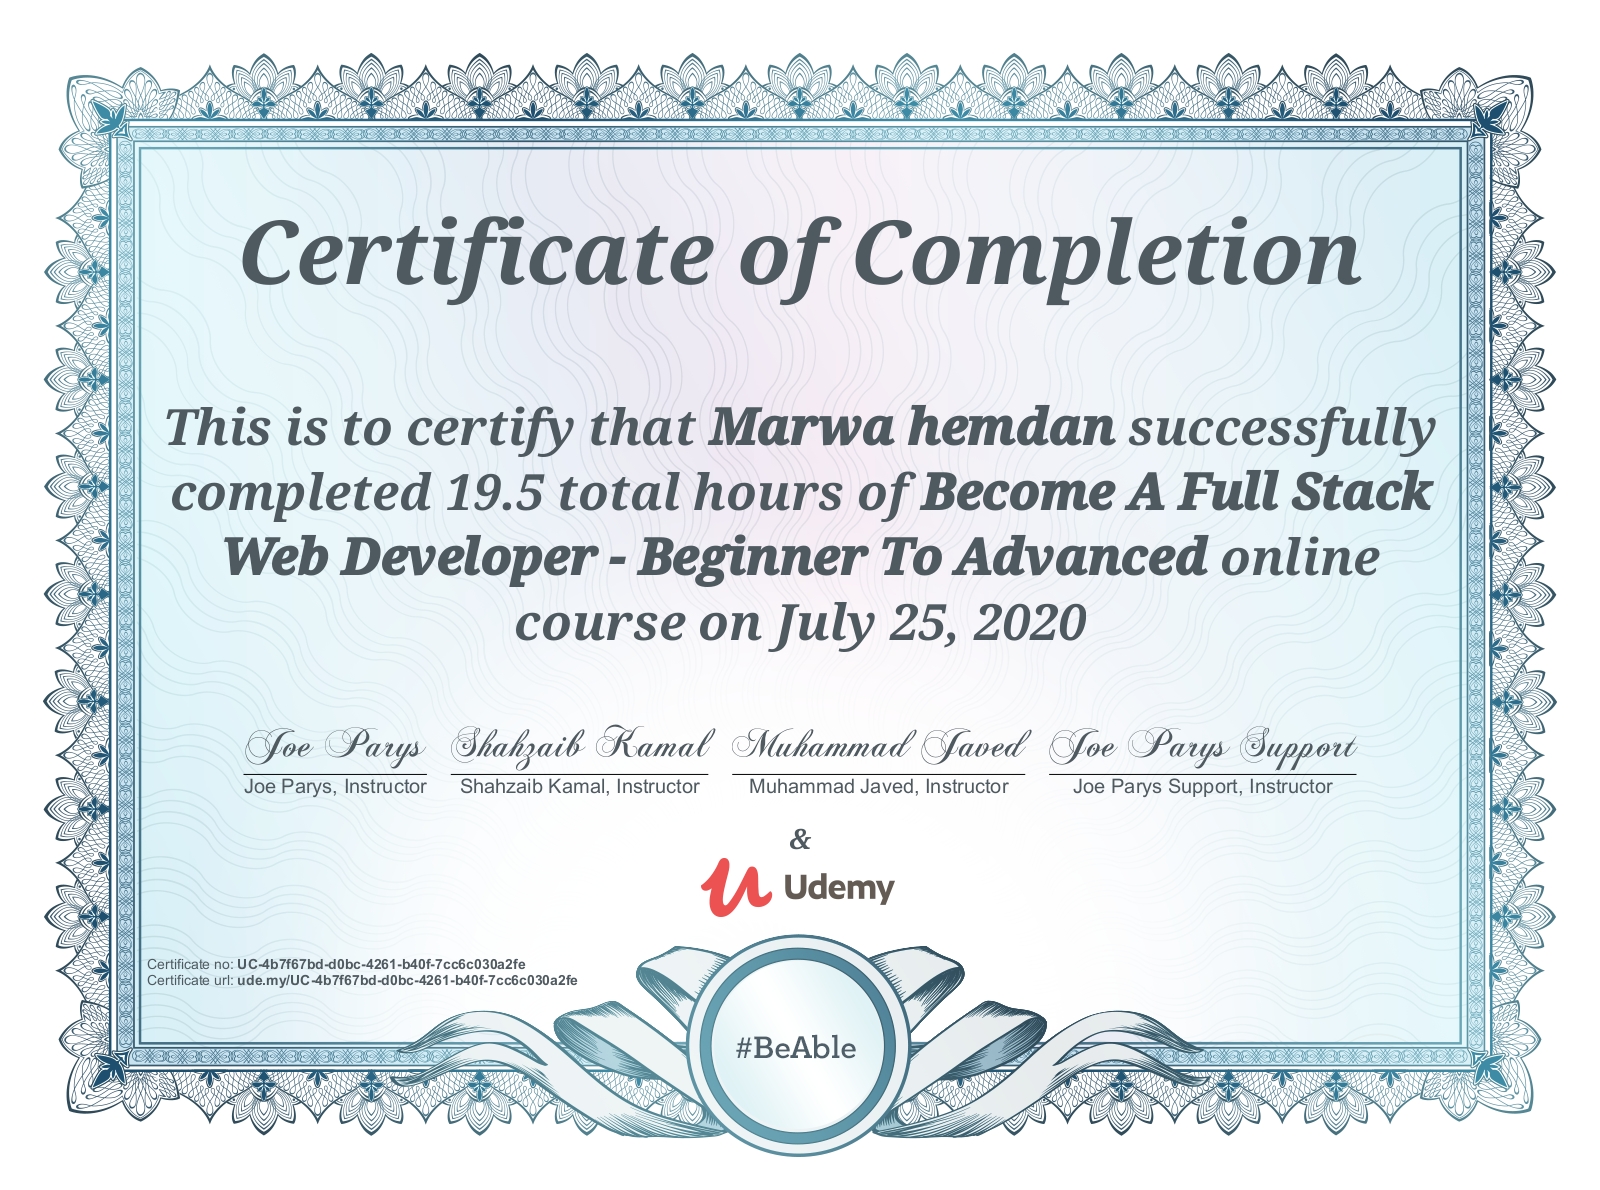 Certificate of Completion
This is to certify that Marwa hemdan successfully
completed 19.5 total hours of Become A Full Stack
Web Developer - Beginner To Advanced online
course on July 25, 2020
Joe Parys Shahzaib Kamal Muhammad Javed Joe Parys Support
Joe Parys, Instructor Shahzaib Kamal, Instructor Muhammad Javed, Instructor Joe Parys Support, Instructor
&
Udemy
Certificate no: UC-4b7f67bd-d0bc-4261-b40f-7cc6c030a2fe
Certificate url: ude.my/UC-4b7f67bd-d0bc-4261-b40f-7cc6c030a2fe
#BeAble